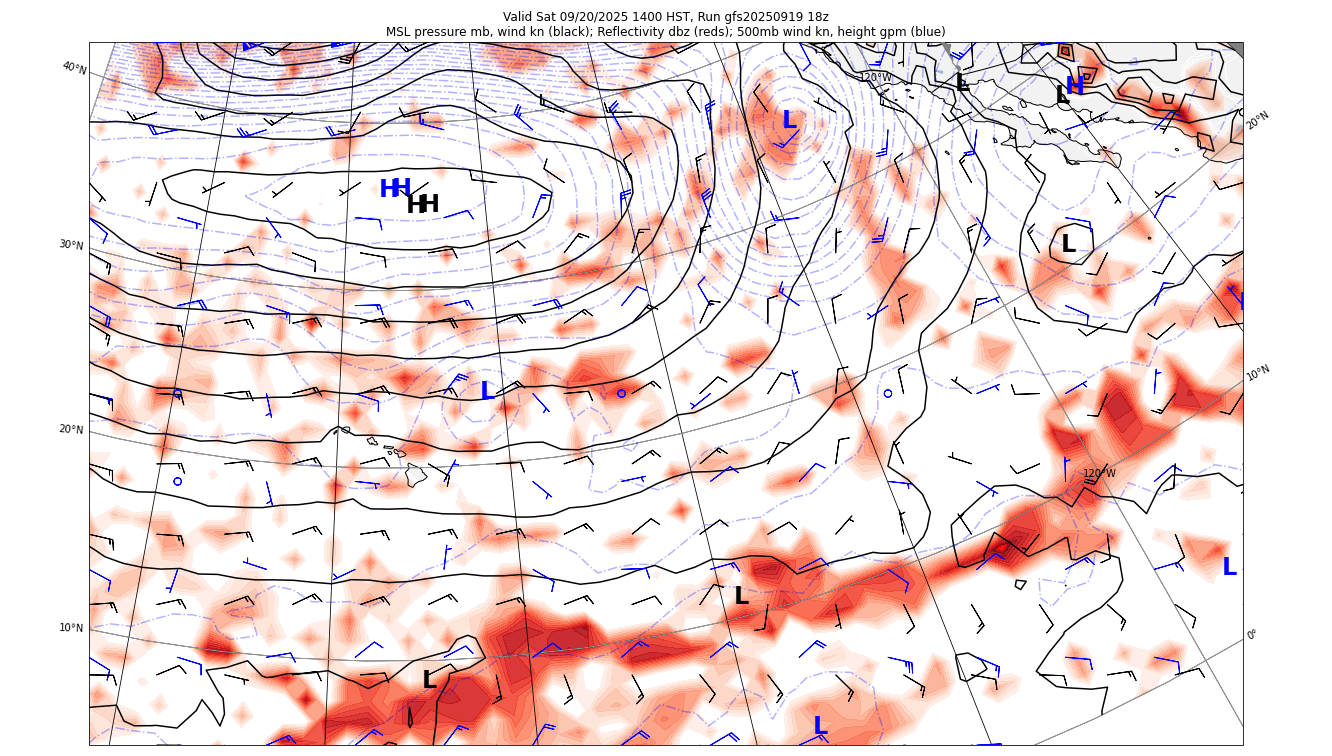 Valid Sat 09/20/2025 1400 HST, Run gfs20250919 18z
MSL pressure mb, wind kn (black); Reflectivity dbz (reds); 500mb wind kn, height gpm (blue)
40°N
120°W
L
L
H
L
20°N
H
H
H
H
30°N
L
L
10°N
20°N
120°W
L
L
10°N
0°
L
L